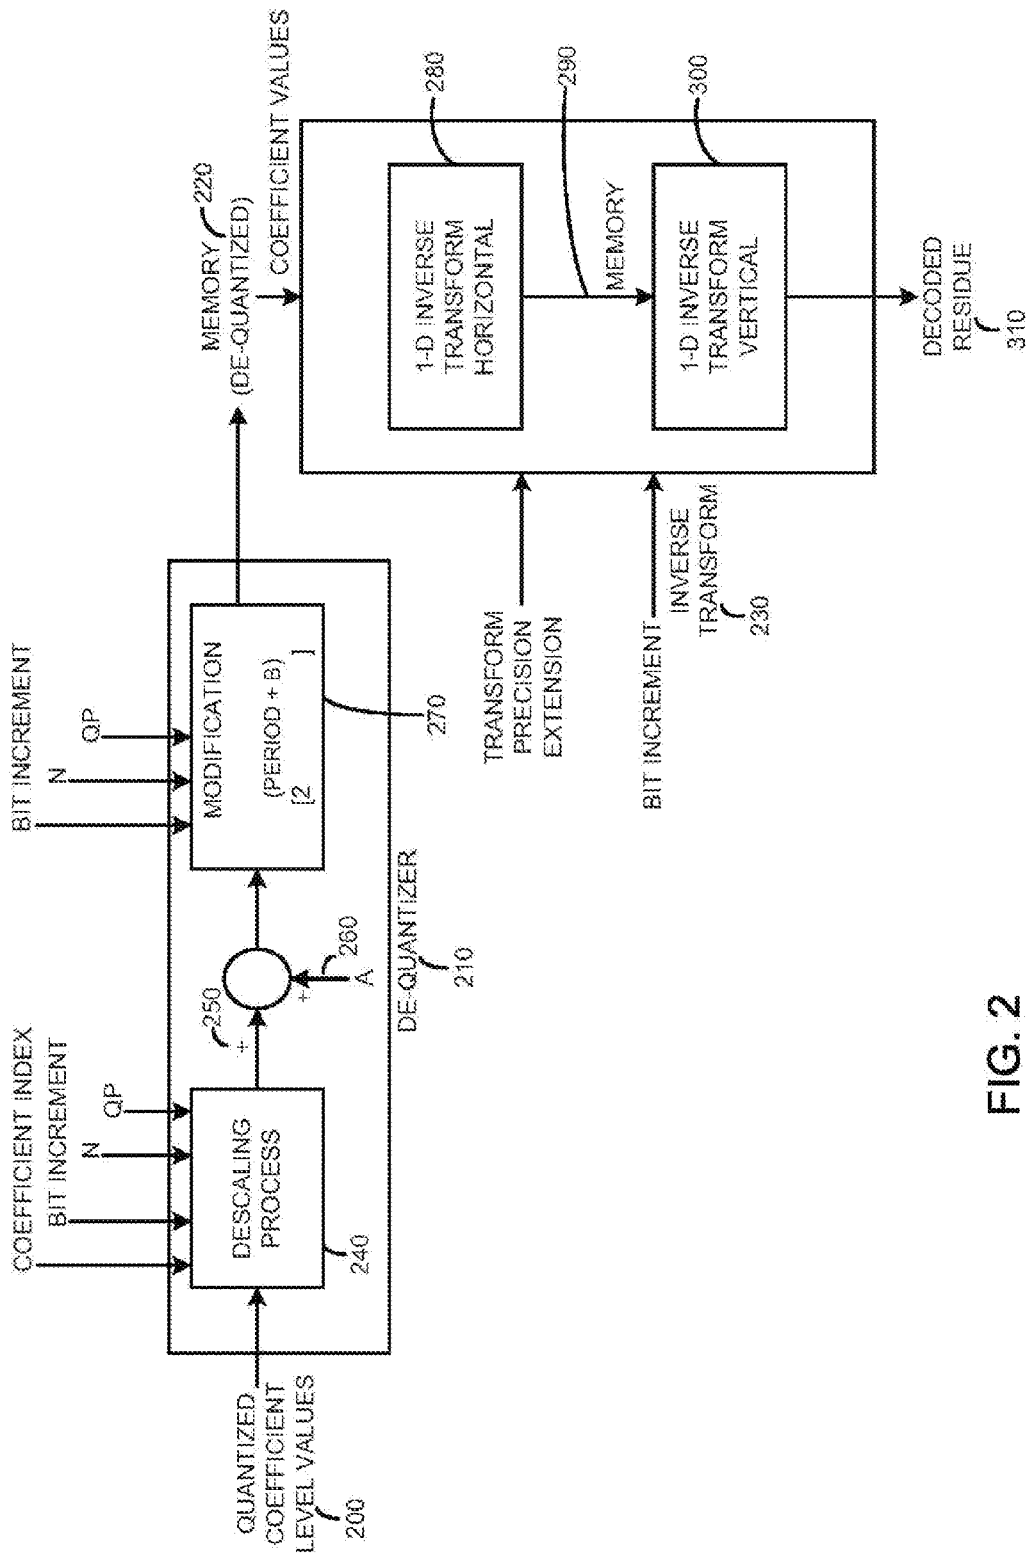 COEFFICIENT INDEX
BIT INCREMENT
N
QP
BIT INCREMENT
N
QP
QUANTIZED
COEFFICIENT
LEVEL VALUES
200
DESCALING
PROCESS
240
+
250
+
A
260
MODIFICATION
(PERIOD + B)
[2 ]
270
DE-QUANTIZER
210
MEMORY
220
(DE-QUANTIZED)
COEFFICIENT VALUES
TRANSFORM
PRECISION
EXTENSION
BIT INCREMENT
INVERSE
TRANSFORM
230
1-D INVERSE
TRANSFORM
HORIZONTAL
280
290
MEMORY
1-D INVERSE
TRANSFORM
VERTICAL
300
DECODED
RESIDUE
310
FIG. 2